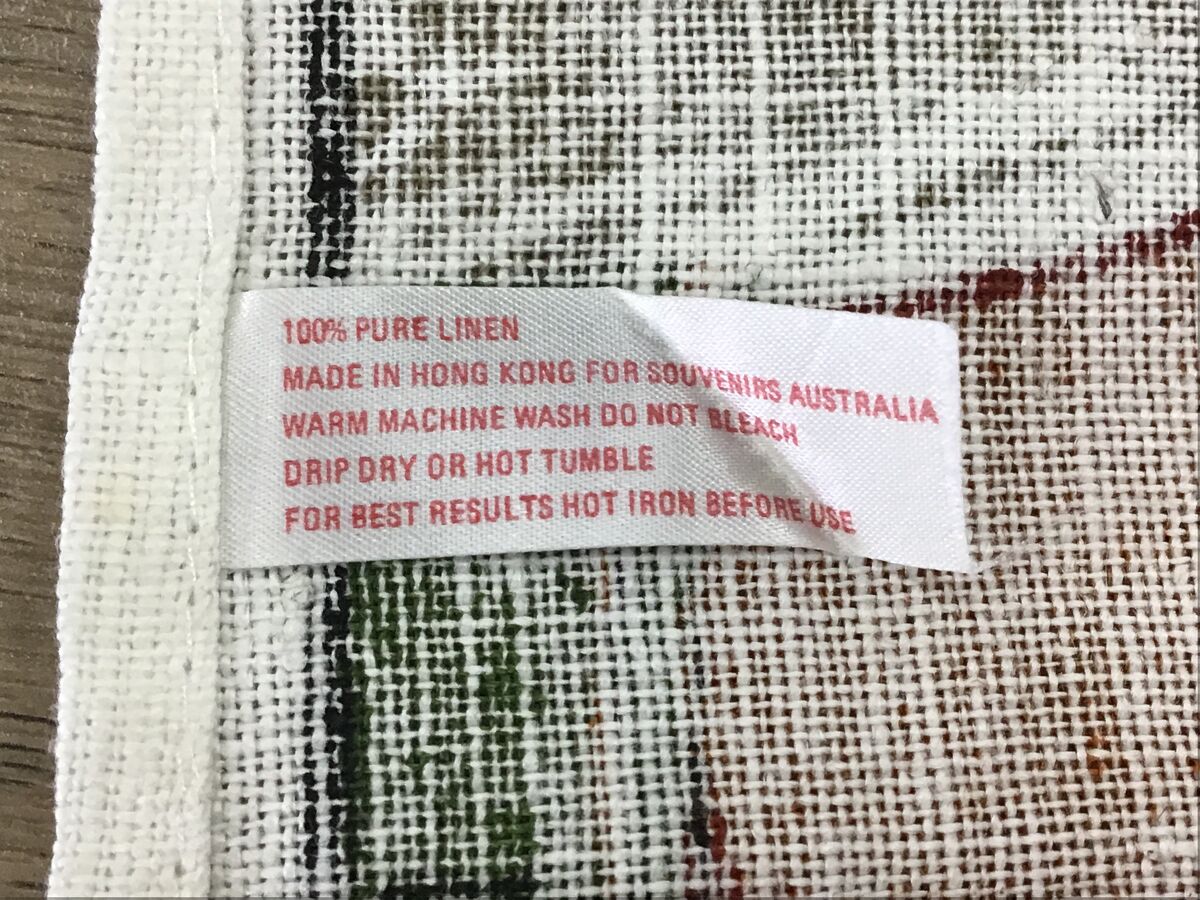 100% PURE LINEN
MADE IN HONG KONG FOR SOUVENIRS AUSTRALIA
WARM MACHINE WASH DO NOT BLEACH
DRIP DRY OR HOT TUMBLE
FOR BEST RESULTS HOT IRON BEFORE USE